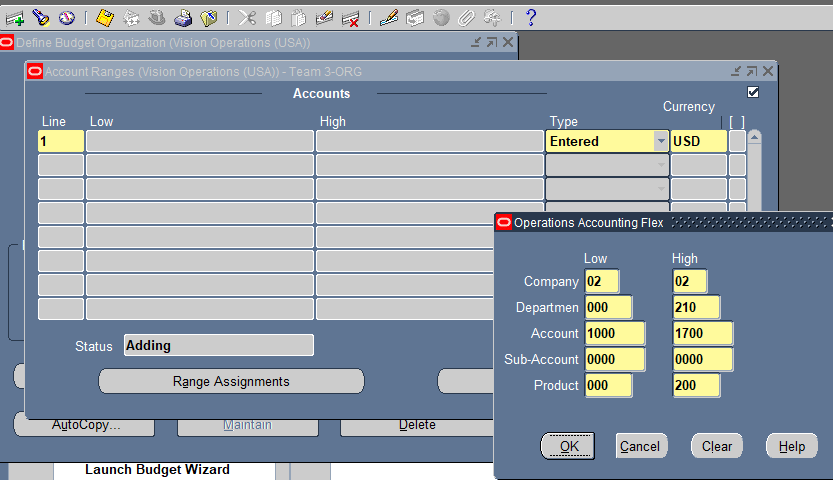 Define Budget Organization (Vision Operations (USA))
Account Ranges (Vision Operations (USA)) - Team 3-ORG
Accounts
Currency
Line Low High Type [ ]
1 Entered USD
Operations Accounting Flex
Low High
Company 02 02
Departmen 000 210
Account 1000 1700
Sub-Account 0000 0000
Product 000 200
OK Cancel Clear Help
Status Adding
Range Assignments
AutoCopy... Maintain Delete
Launch Budget Wizard